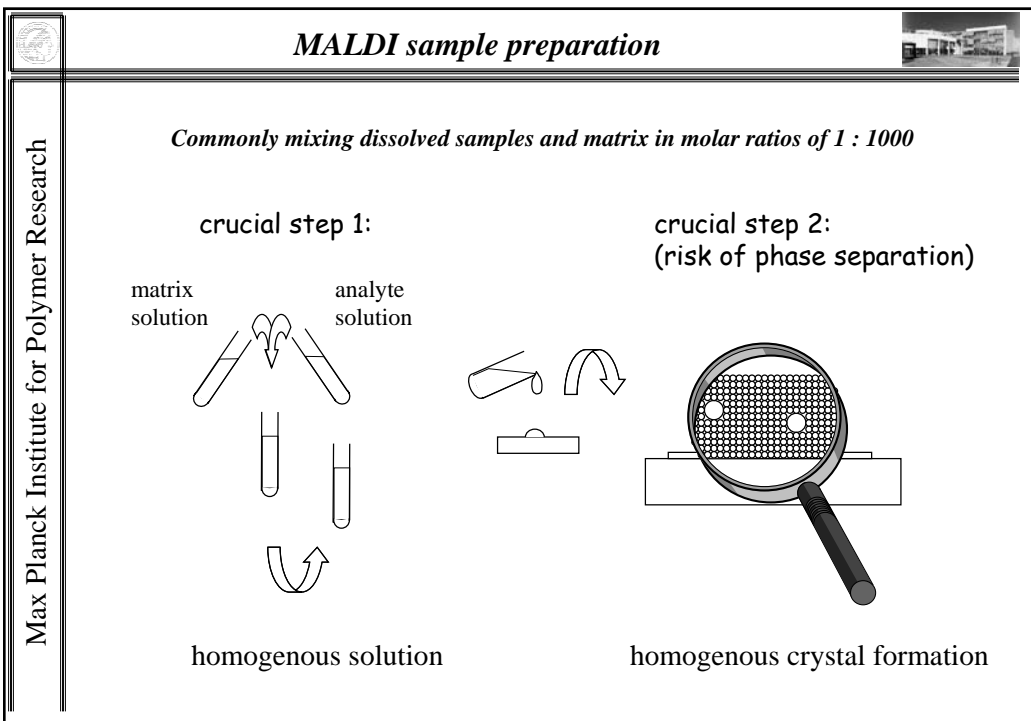 MALDI sample preparation
Max Planck Institute for Polymer Research
Commonly mixing dissolved samples and matrix in molar ratios of 1 : 1000
crucial step 1:
crucial step 2:
(risk of phase separation)
matrix
solution
analyte
solution
homogenous solution
homogenous crystal formation